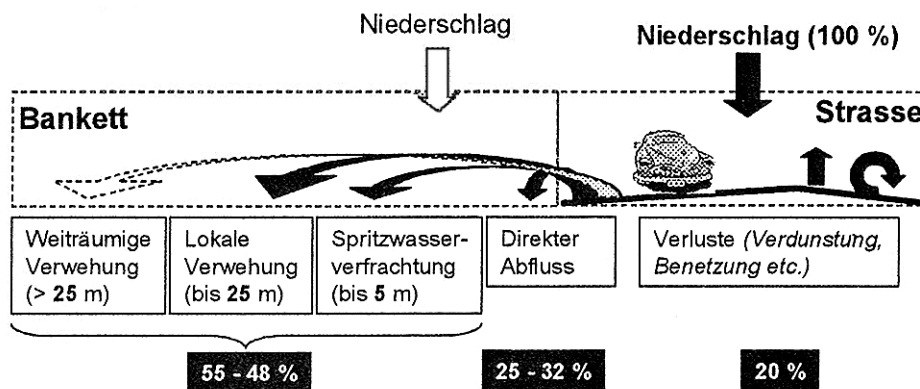 Niederschlag
Niederschlag (100 %)
Bankett
Strasse
Weiträumige
Verwehung
(> 25 m)
Lokale
Verwehung
(bis 25 m)
Spritzwasser-
verfrachtung
(bis 5 m)
Direkter
Abfluss
Verluste (Verdunstung,
Benetzung etc.)
55 - 48 %
25 - 32 %
20 %